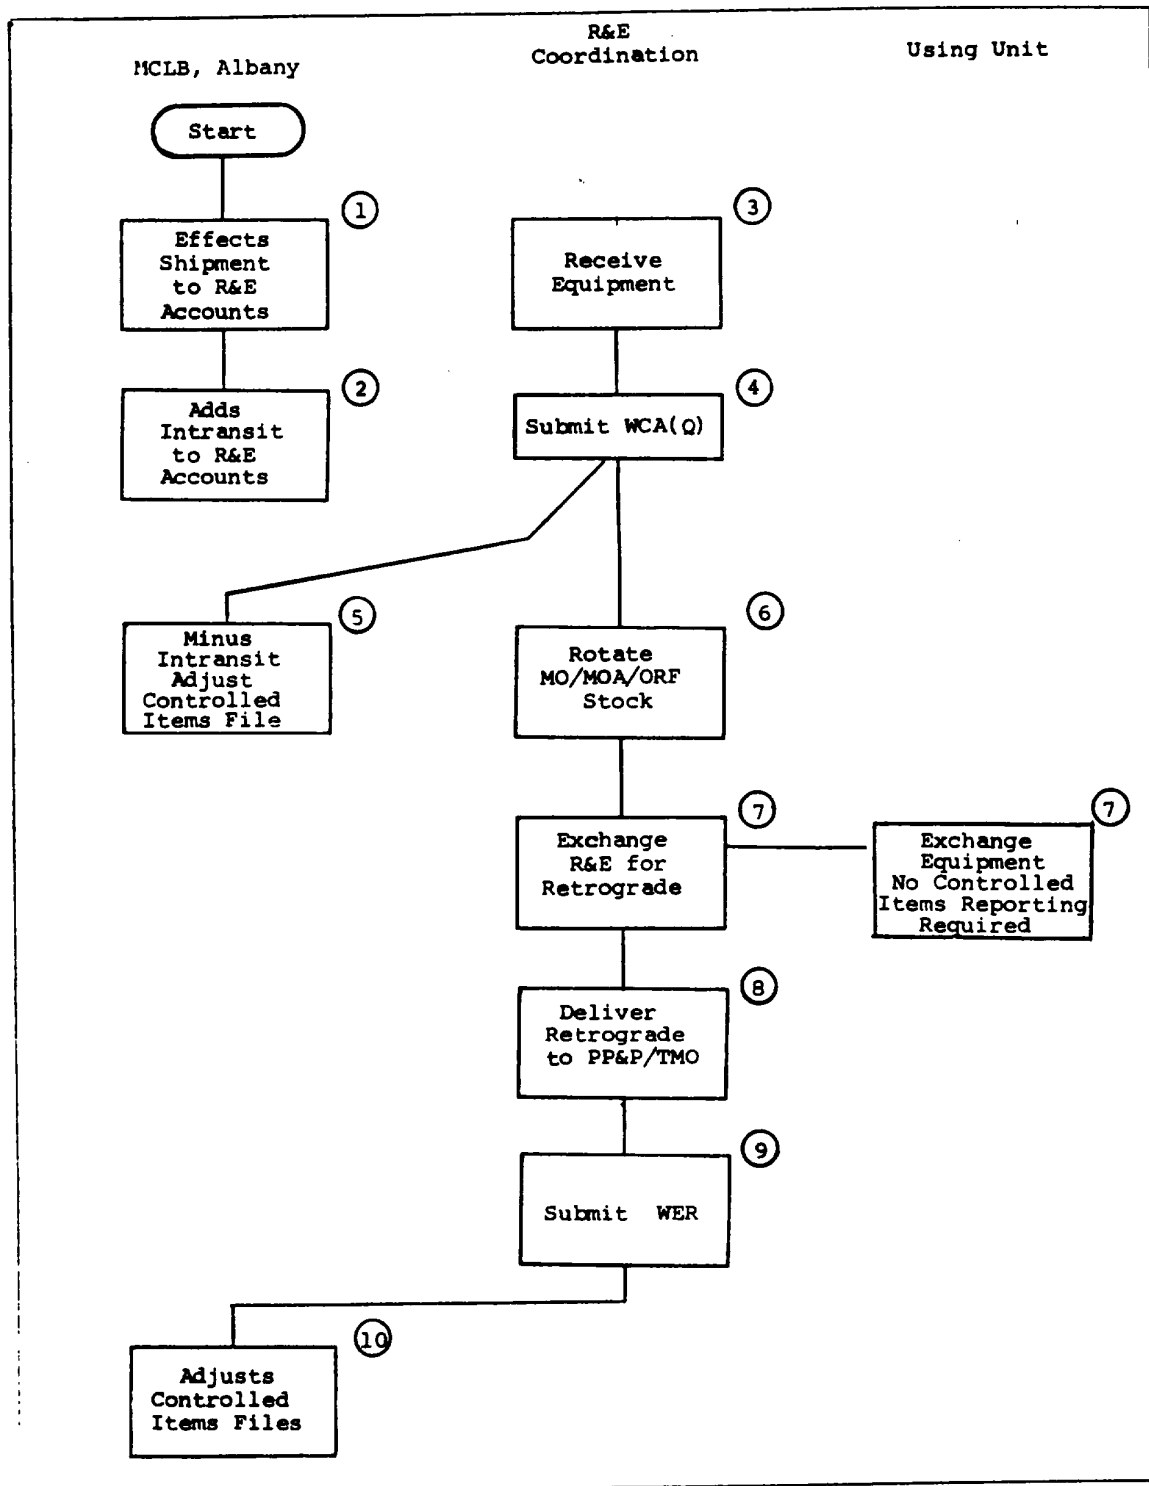 R&E
Coordination
MCLB, Albany
Using Unit
Start
1
Effects
Shipment
to R&E
Accounts
2
Adds
Intransit
to R&E
Accounts
3
Receive
Equipment
4
Submit WCA(Q)
5
Minus
Intransit
Adjust
Controlled
Items File
6
Rotate
MO/MOA/ORF
Stock
7
Exchange
R&E for
Retrograde
7
Exchange
Equipment
No Controlled
Items Reporting
Required
8
Deliver
Retrograde
to PP&P/TMO
9
Submit WER
10
Adjusts
Controlled
Items Files